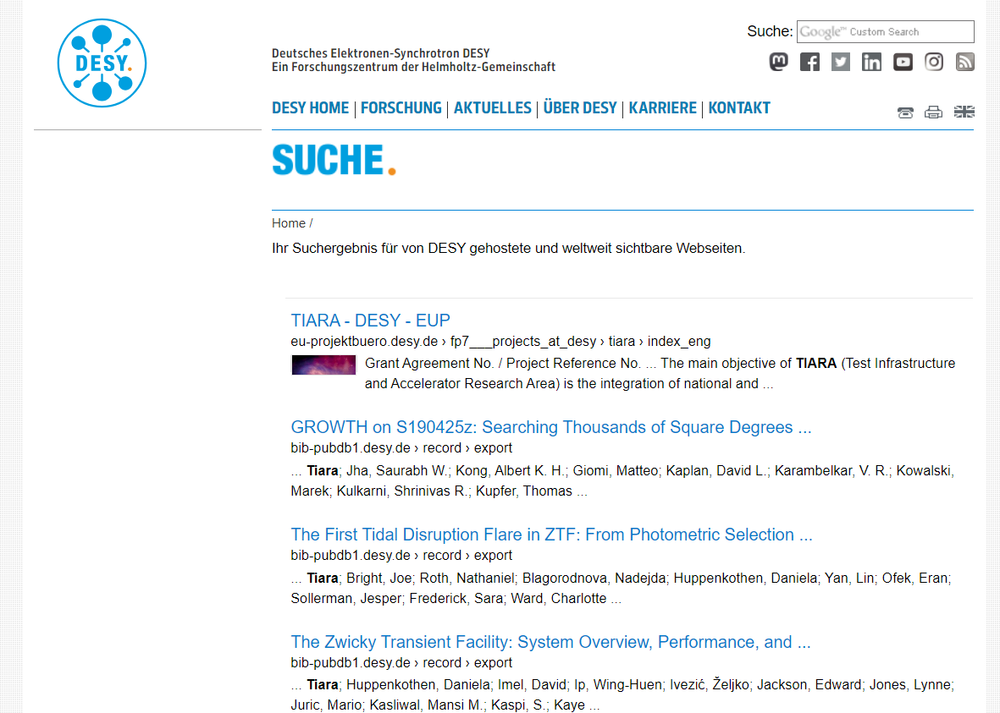 DESY.
Deutsches Elektronen-Synchrotron DESY
Ein Forschungszentrum der Helmholtz-Gemeinschaft
Suche: Google™ Custom Search
DESY HOME | FORSCHUNG | AKTUELLES | ÜBER DESY | KARRIERE | KONTAKT
SUCHE.
Home /
Ihr Suchergebnis für von DESY gehostete und weltweit sichtbare Webseiten.
TIARA - DESY - EUP
eu-projektbuero.desy.de › fp7___projects_at_desy › tiara › index_eng
Grant Agreement No. / Project Reference No. ... The main objective of TIARA (Test Infrastructure
and Accelerator Research Area) is the integration of national and ...
GROWTH on S190425z: Searching Thousands of Square Degrees ...
bib-pubdb1.desy.de › record › export
... Tiara; Jha, Saurabh W.; Kong, Albert K. H.; Giomi, Matteo; Kaplan, David L.; Karambelkar, V. R.; Kowalski,
Marek; Kulkarni, Shrinivas R.; Kupfer, Thomas ...
The First Tidal Disruption Flare in ZTF: From Photometric Selection ...
bib-pubdb1.desy.de › record › export
... Tiara; Bright, Joe; Roth, Nathaniel; Blagorodnova, Nadejda; Huppenkothen, Daniela; Yan, Lin; Ofek, Eran;
Sollerman, Jesper; Frederick, Sara; Ward, Charlotte ...
The Zwicky Transient Facility: System Overview, Performance, and ...
bib-pubdb1.desy.de › record › export
... Tiara; Huppenkothen, Daniela; Imel, David; Ip, Wing-Huen; Ivezić, Željko; Jackson, Edward; Jones, Lynne;
Juric, Mario; Kasliwal, Mansi M.; Kaspi, S.; Kaye ...